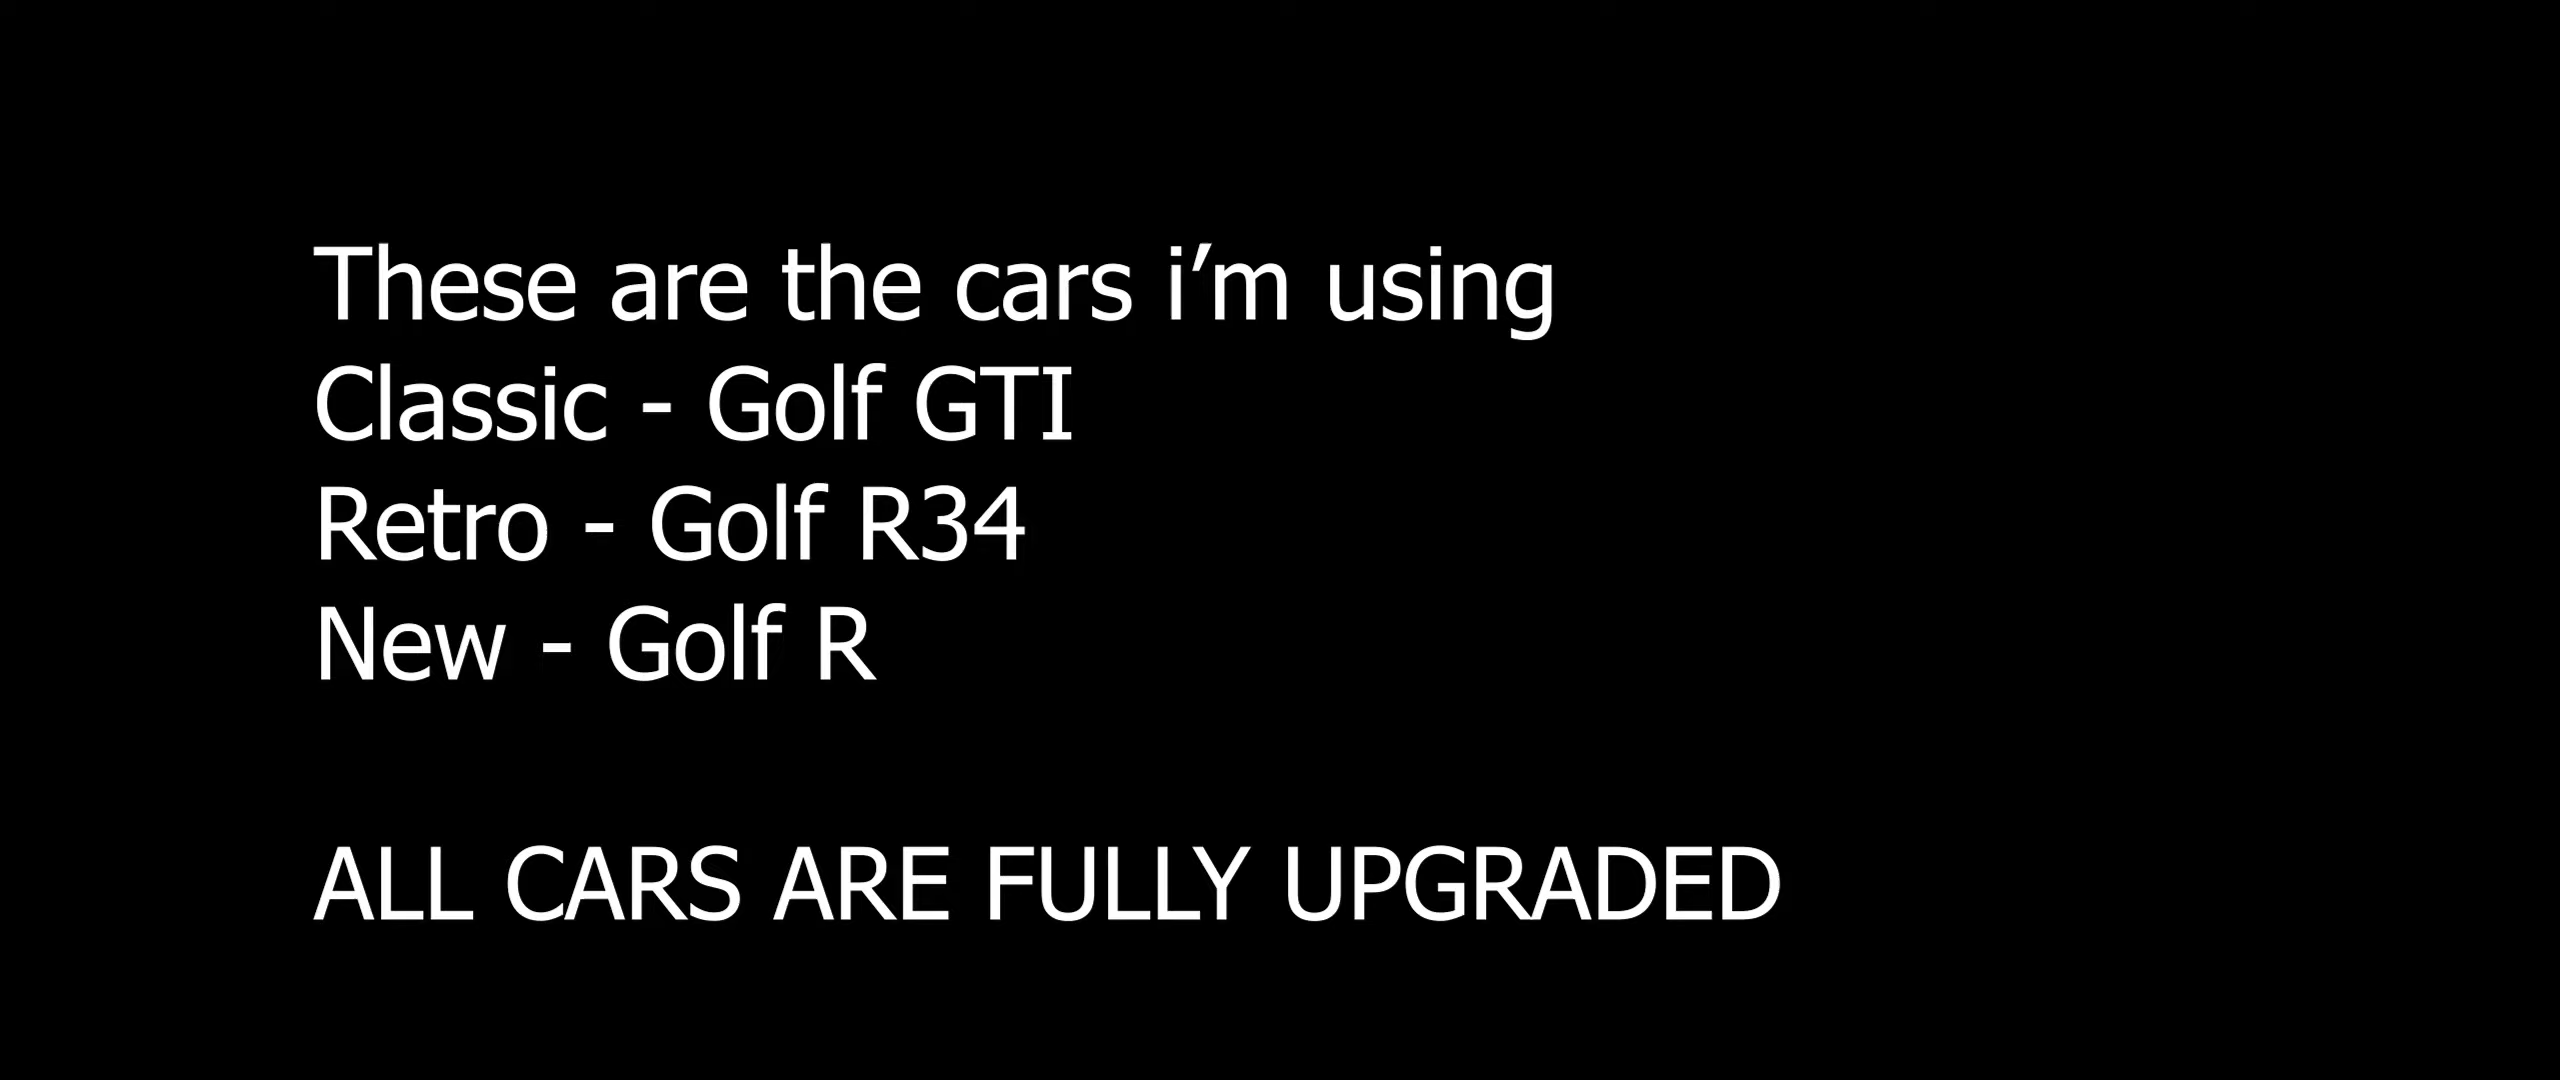 These are the cars i’m using
Classic - Golf GTI
Retro - Golf R34
New - Golf R
ALL CARS ARE FULLY UPGRADED